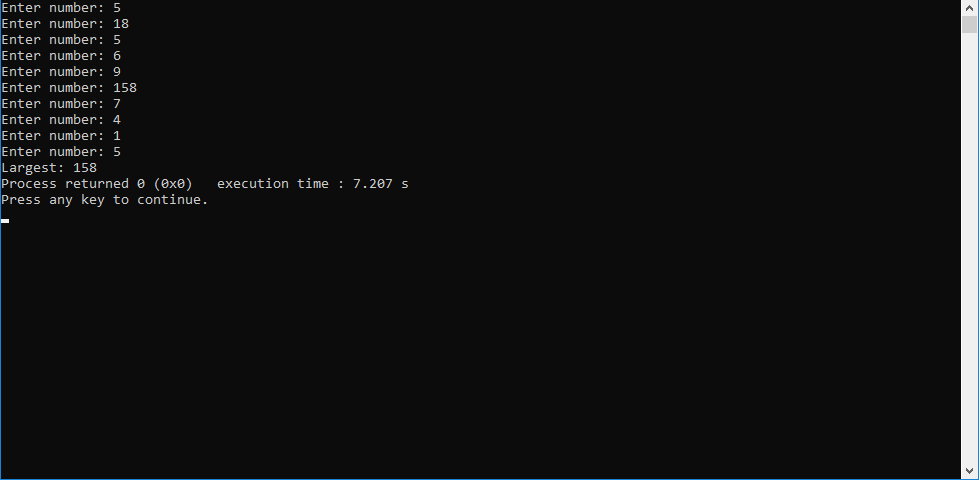 Enter number: 5
Enter number: 18
Enter number: 5
Enter number: 6
Enter number: 9
Enter number: 158
Enter number: 7
Enter number: 4
Enter number: 1
Enter number: 5
Largest: 158
Process returned 0 (0x0)   execution time : 7.207 s
Press any key to continue.